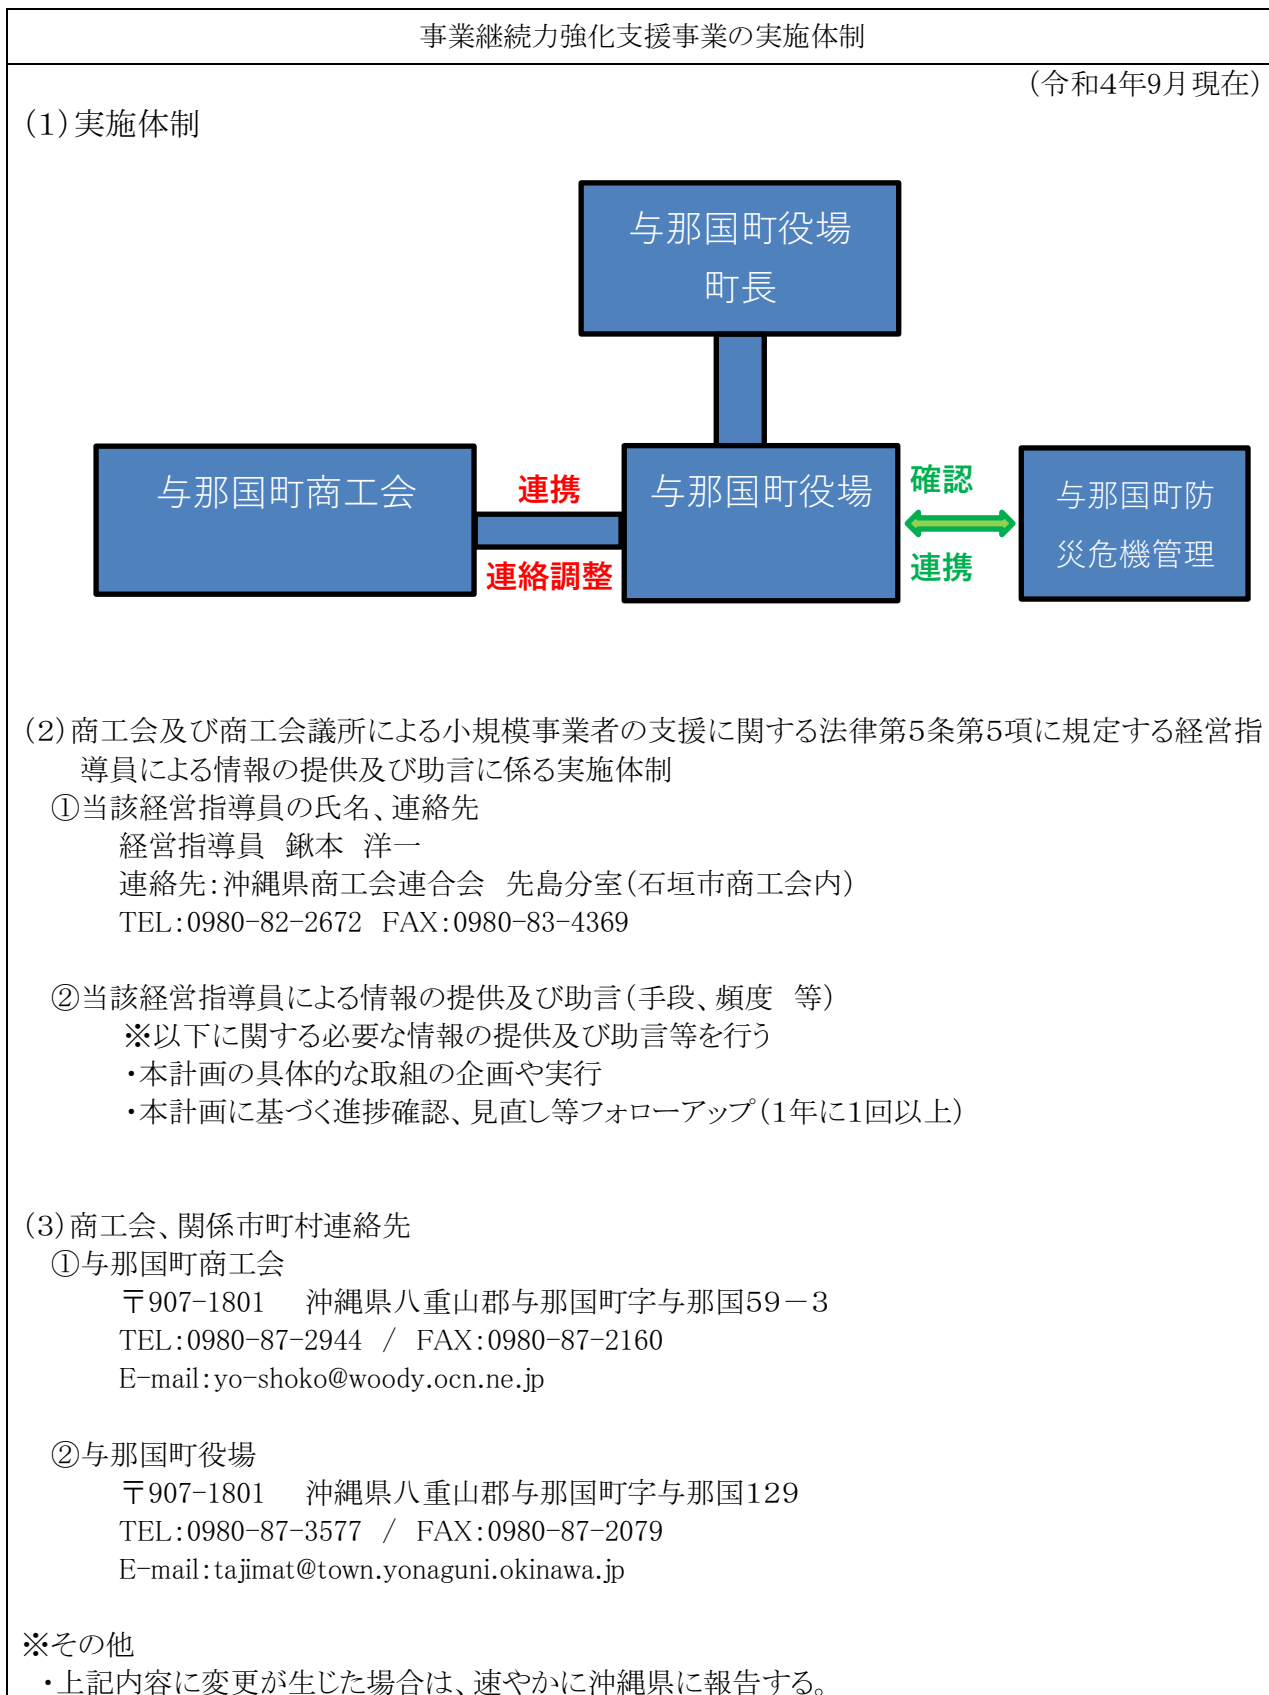 事業継続力強化支援事業の実施体制
(令和4年9月現在)
(1)実施体制
与那国町役場
町長
与那国町商工会
連携
連絡調整
与那国町役場
確認
連携
与那国町防
災危機管理
(2)商工会及び商工会議所による小規模事業者の支援に関する法律第5条第5項に規定する経営指
導員による情報の提供及び助言に係る実施体制
①当該経営指導員の氏名、連絡先
経営指導員 鍬本 洋一
連絡先:沖縄県商工会連合会 先島分室(石垣市商工会内)
TEL:0980-82-2672 FAX:0980-83-4369
②当該経営指導員による情報の提供及び助言(手段、頻度 等)
※以下に関する必要な情報の提供及び助言等を行う
・本計画の具体的な取組の企画や実行
・本計画に基づく進捗確認、見直し等フォローアップ(1年に1回以上)
(3)商工会、関係市町村連絡先
①与那国町商工会
〒907-1801 沖縄県八重山郡与那国町字与那国59-3
TEL:0980-87-2944 / FAX:0980-87-2160
E-mail:yo-shoko@woody.ocn.ne.jp
②与那国町役場
〒907-1801 沖縄県八重山郡与那国町字与那国129
TEL:0980-87-3577 / FAX:0980-87-2079
E-mail:tajimat@town.yonaguni.okinawa.jp
※その他
・上記内容に変更が生じた場合は、速やかに沖縄県に報告する。